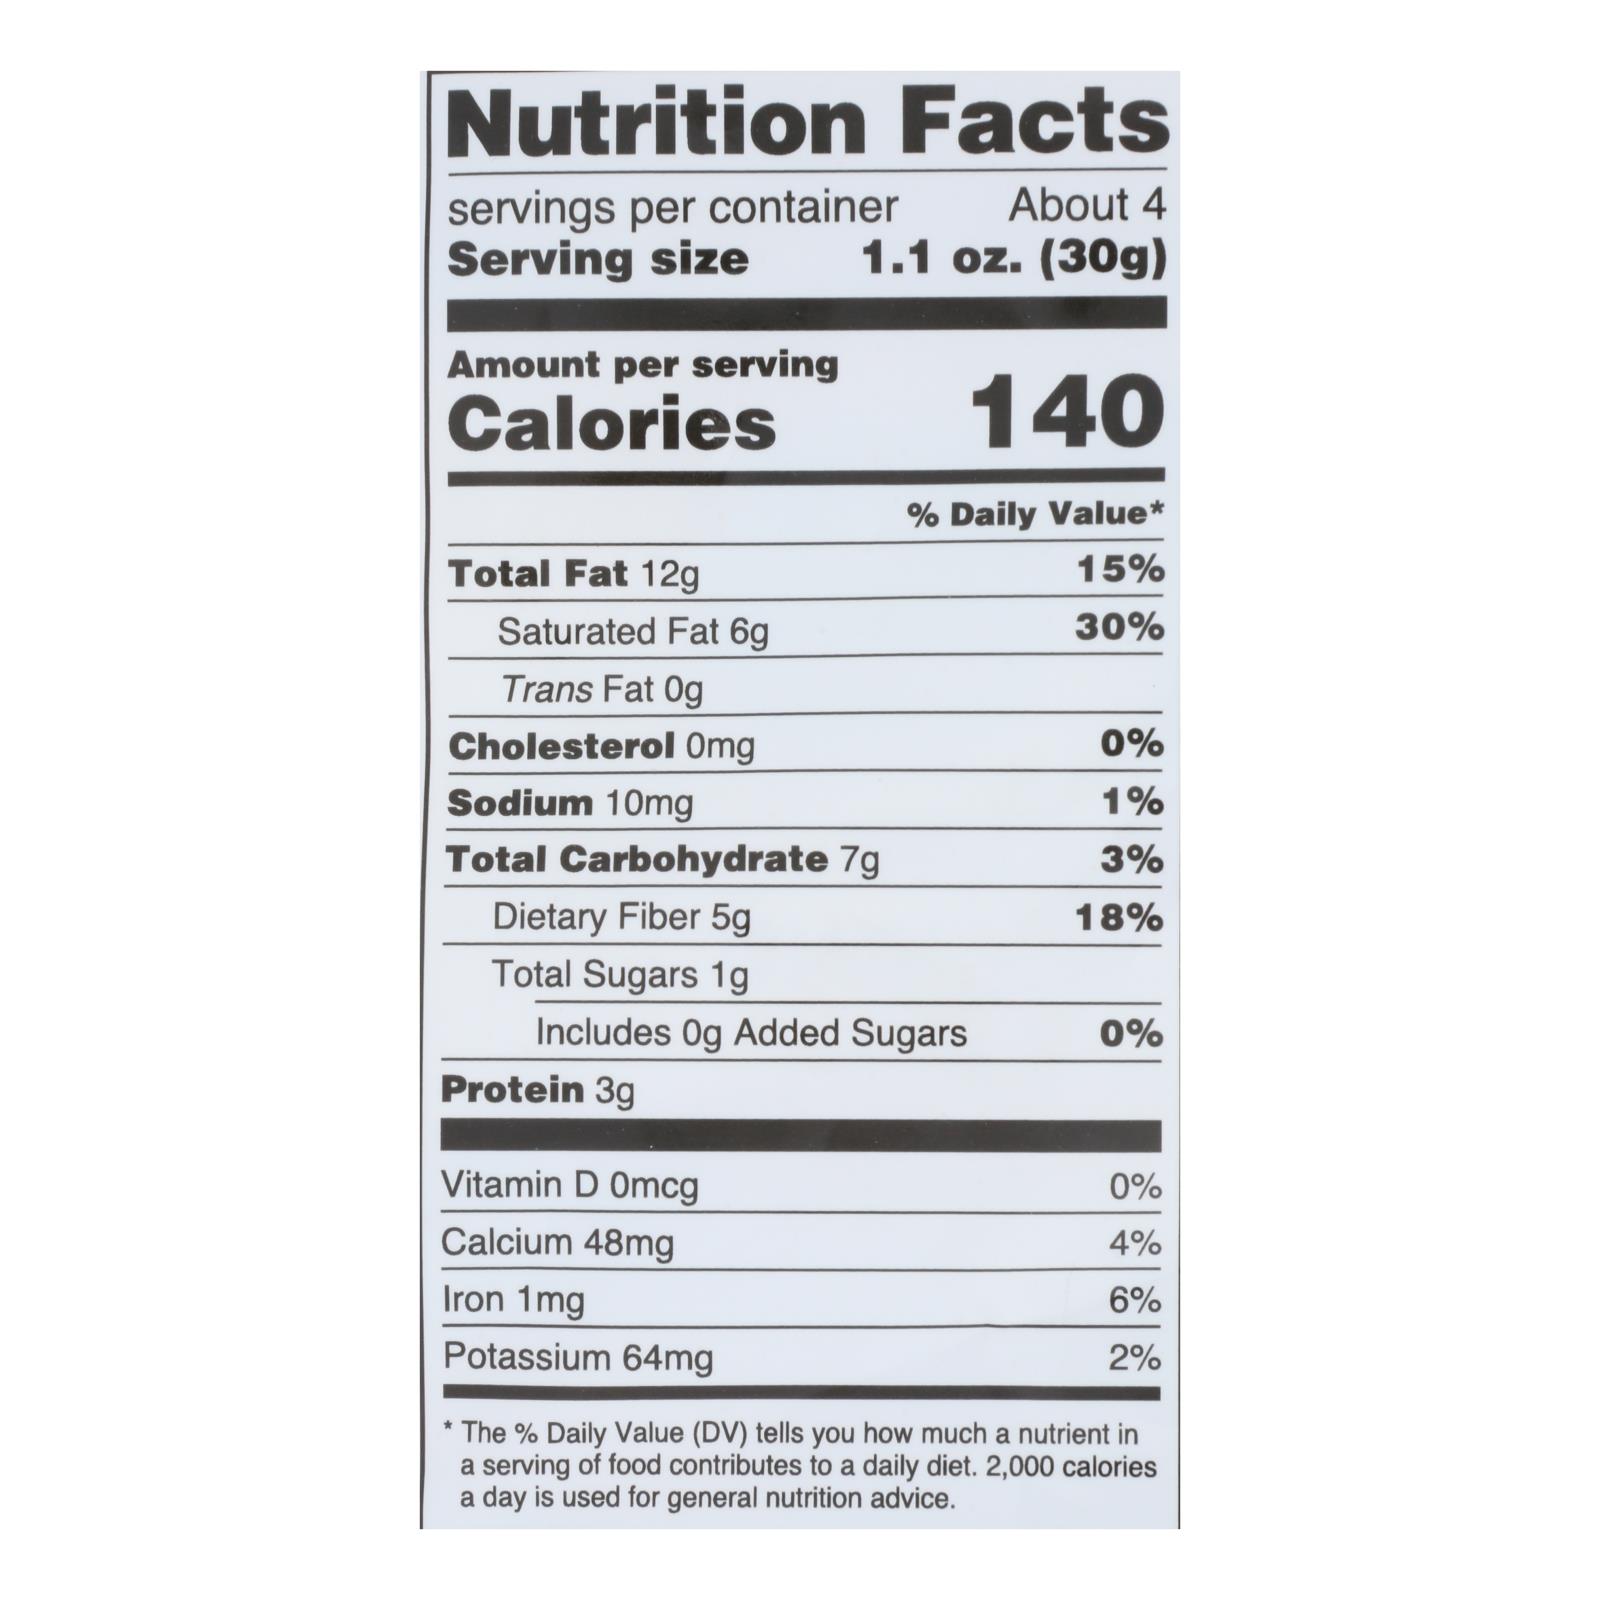 Nutrition Facts
servings per container About 4
Serving size 1.1 oz. (30g)
Amount per serving
Calories 140
% Daily Value*
Total Fat 12g 15%
Saturated Fat 6g 30%
Trans Fat 0g
Cholesterol 0mg 0%
Sodium 10mg 1%
Total Carbohydrate 7g 3%
Dietary Fiber 5g 18%
Total Sugars 1g
Includes 0g Added Sugars 0%
Protein 3g
Vitamin D 0mcg 0%
Calcium 48mg 4%
Iron 1mg 6%
Potassium 64mg 2%
* The % Daily Value (DV) tells you how much a nutrient in
a serving of food contributes to a daily diet. 2,000 calories
a day is used for general nutrition advice.